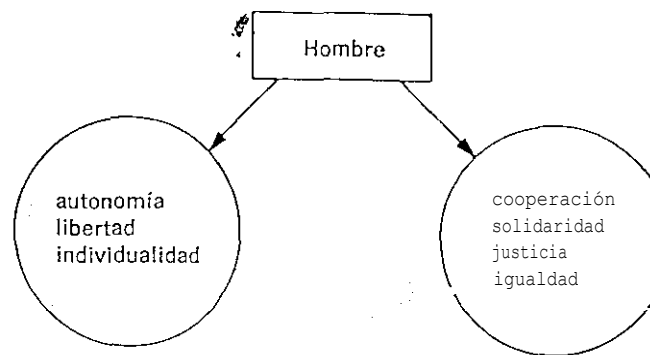 Hombre
autonomía
libertad
individualidad
cooperación
solidaridad
justicia
igualdad